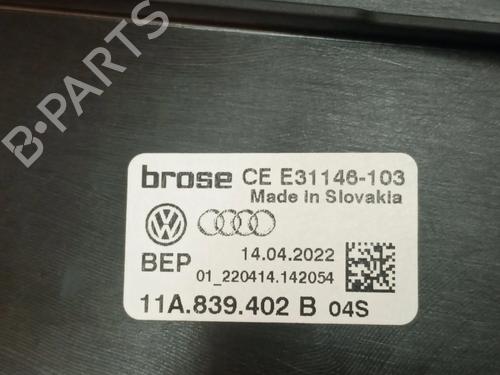 B-PARTS
brose CE E31146-103
Made in Slovakia
BEP 14.04.2022
01_220414.142054
11A.839.402 B 04S